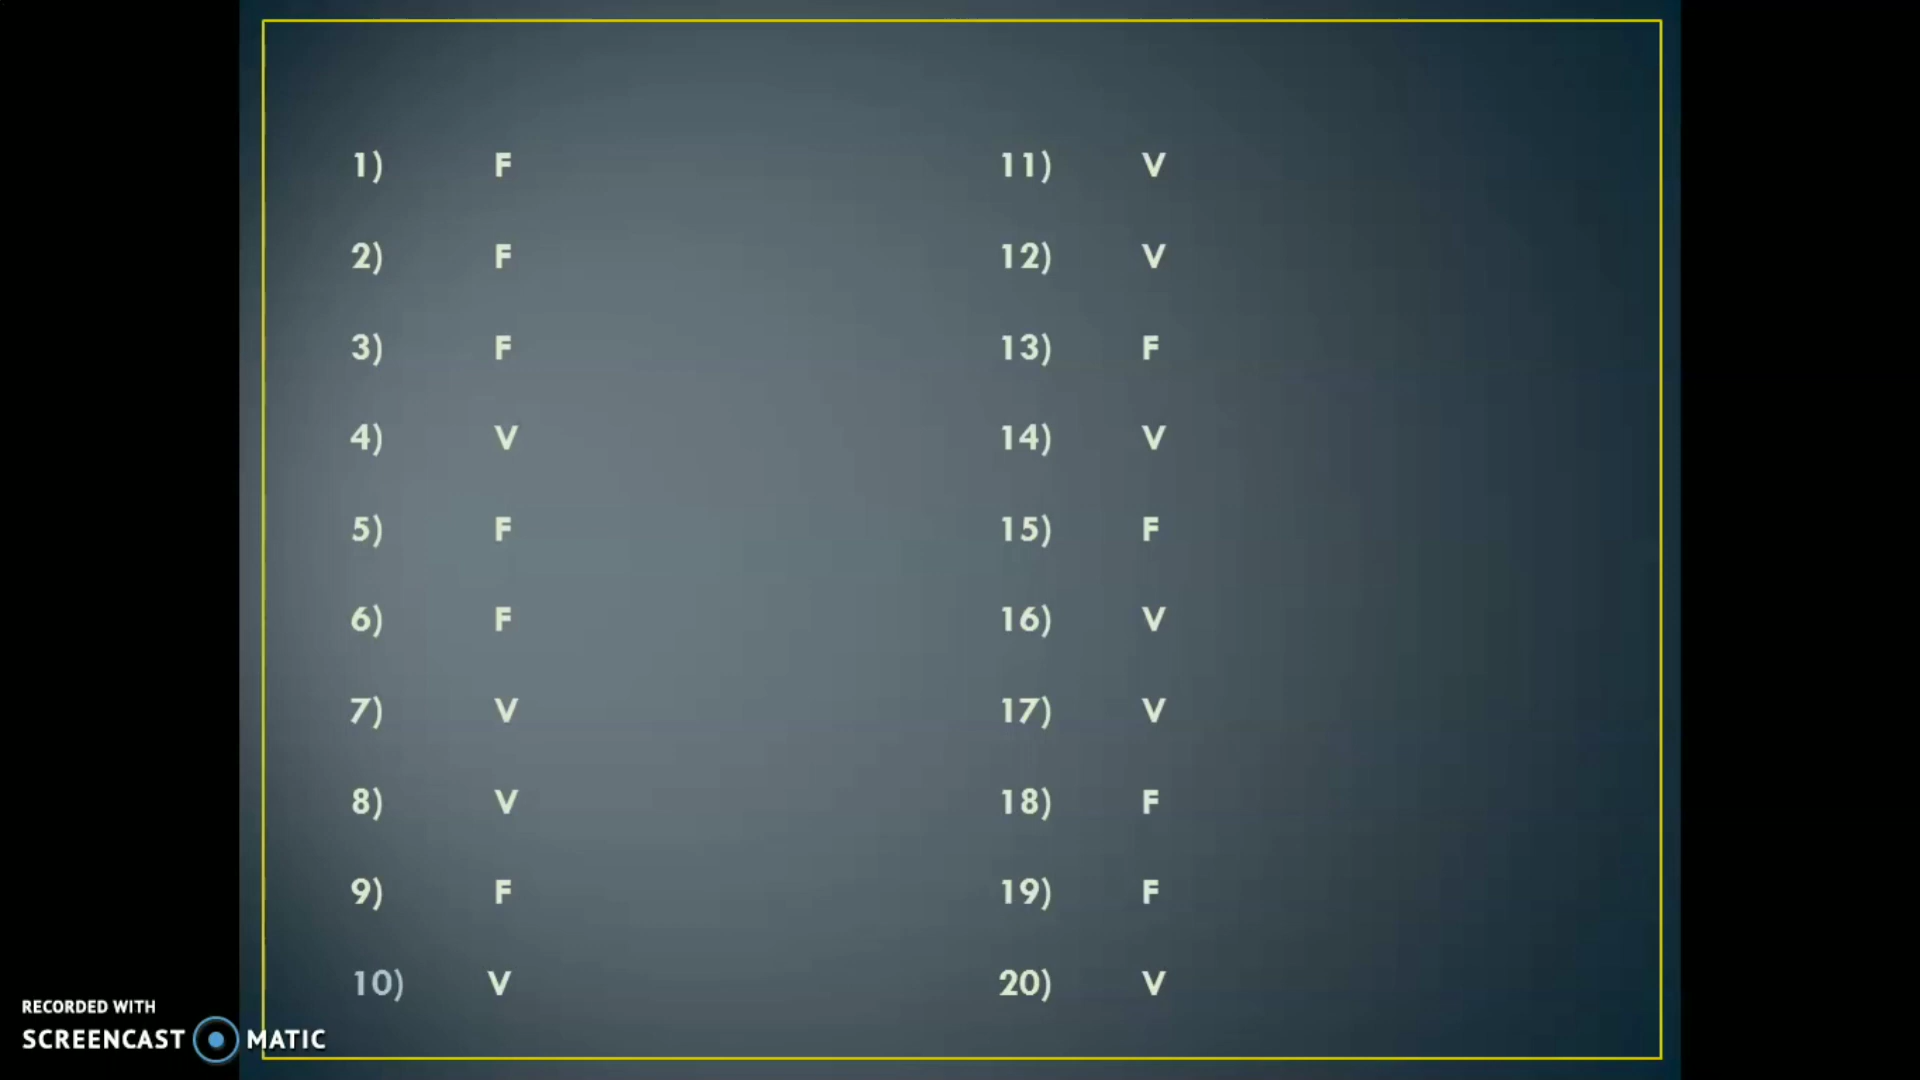 1) F
2) F
3) F
4) V
5) F
6) F
7) V
8) V
9) F
10) V
11) V
12) V
13) F
14) V
15) F
16) V
17) V
18) F
19) F
20) V
RECORDED WITH
SCREENCAST MATIC